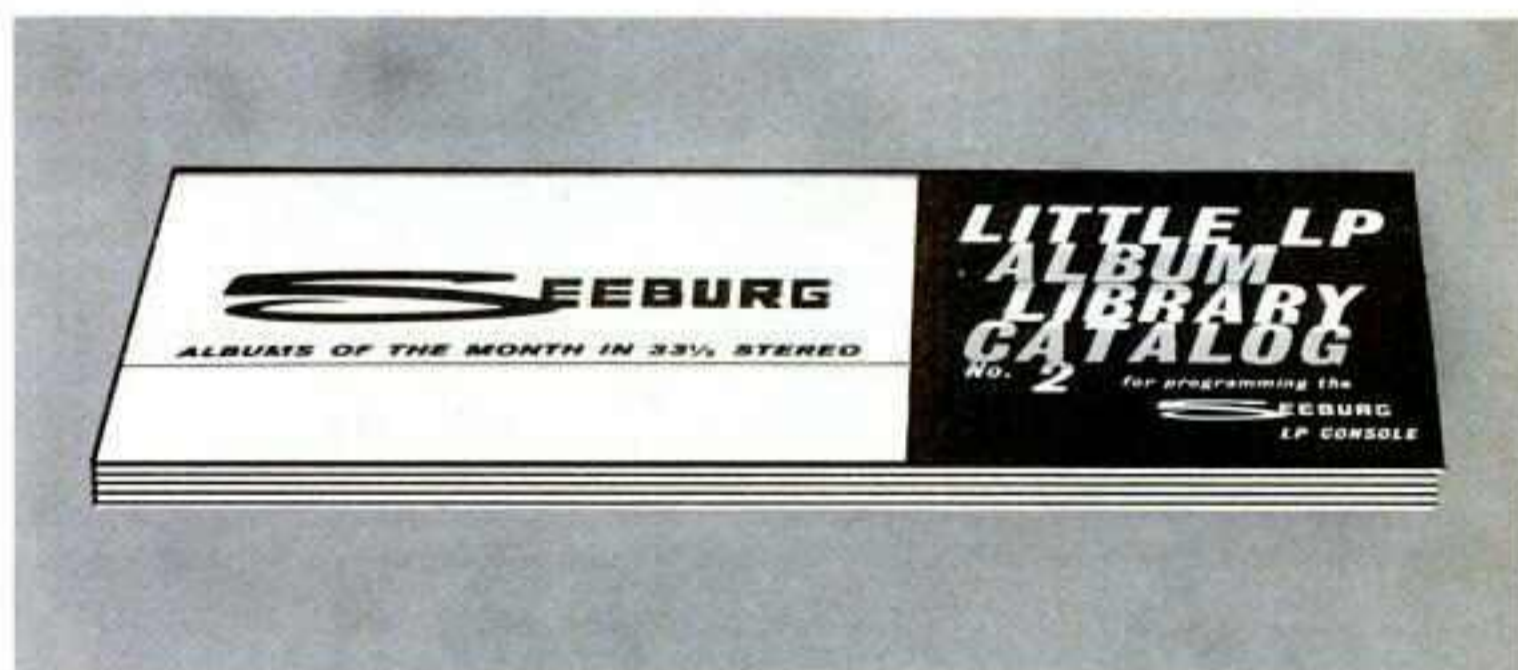 SEEBURG
ALBUMS OF THE MONTH IN 33⅓ STEREO
LITTLE LP
ALBUM
LIBRARY
CATALOG
No. 2 for programming the
SEEBURG
LP CONSOLE